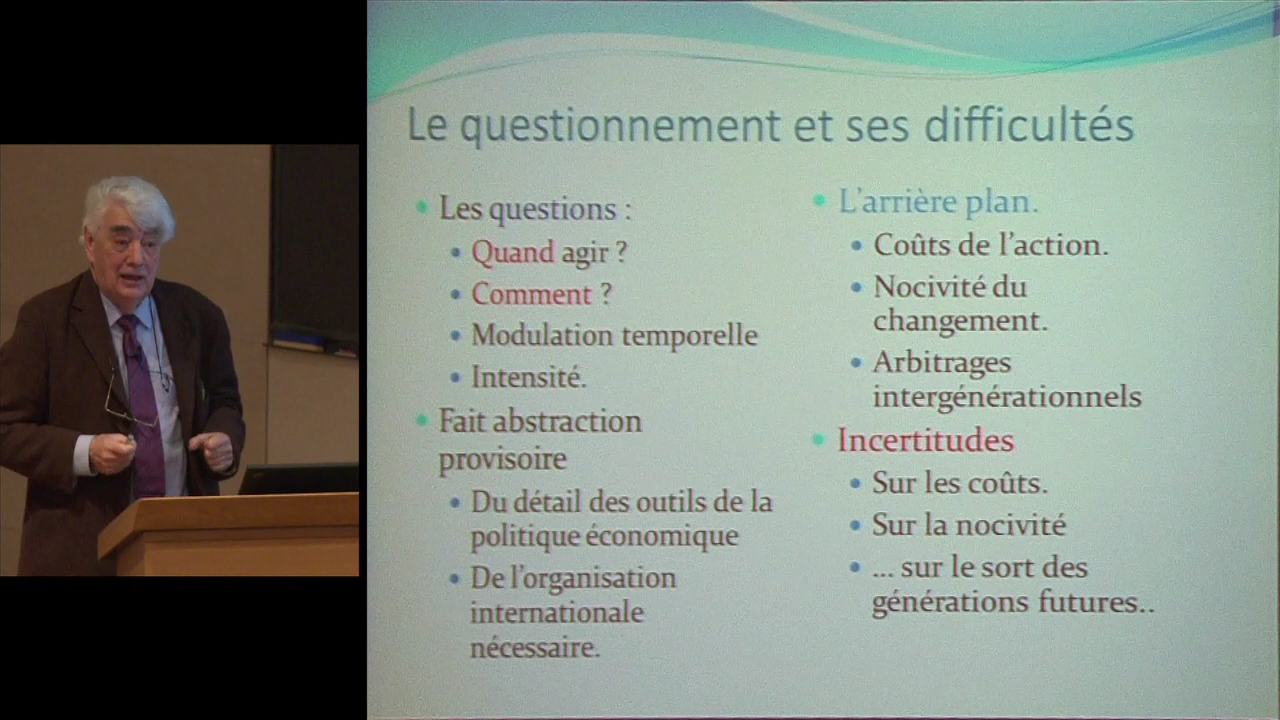 Le questionnement et ses difficultés
Les questions :
Quand agir ?
Comment ?
Modulation temporelle
Intensité.
Fait abstraction
provisoire
Du détail des outils de la
politique économique
De l'organisation
internationale
nécessaire.
L'arrière plan.
Coûts de l'action.
Nocivité du
changement.
Arbitrages
intergénérationnels
Incertitudes
Sur les coûts.
Sur la nocivité
... sur le sort des
générations futures..